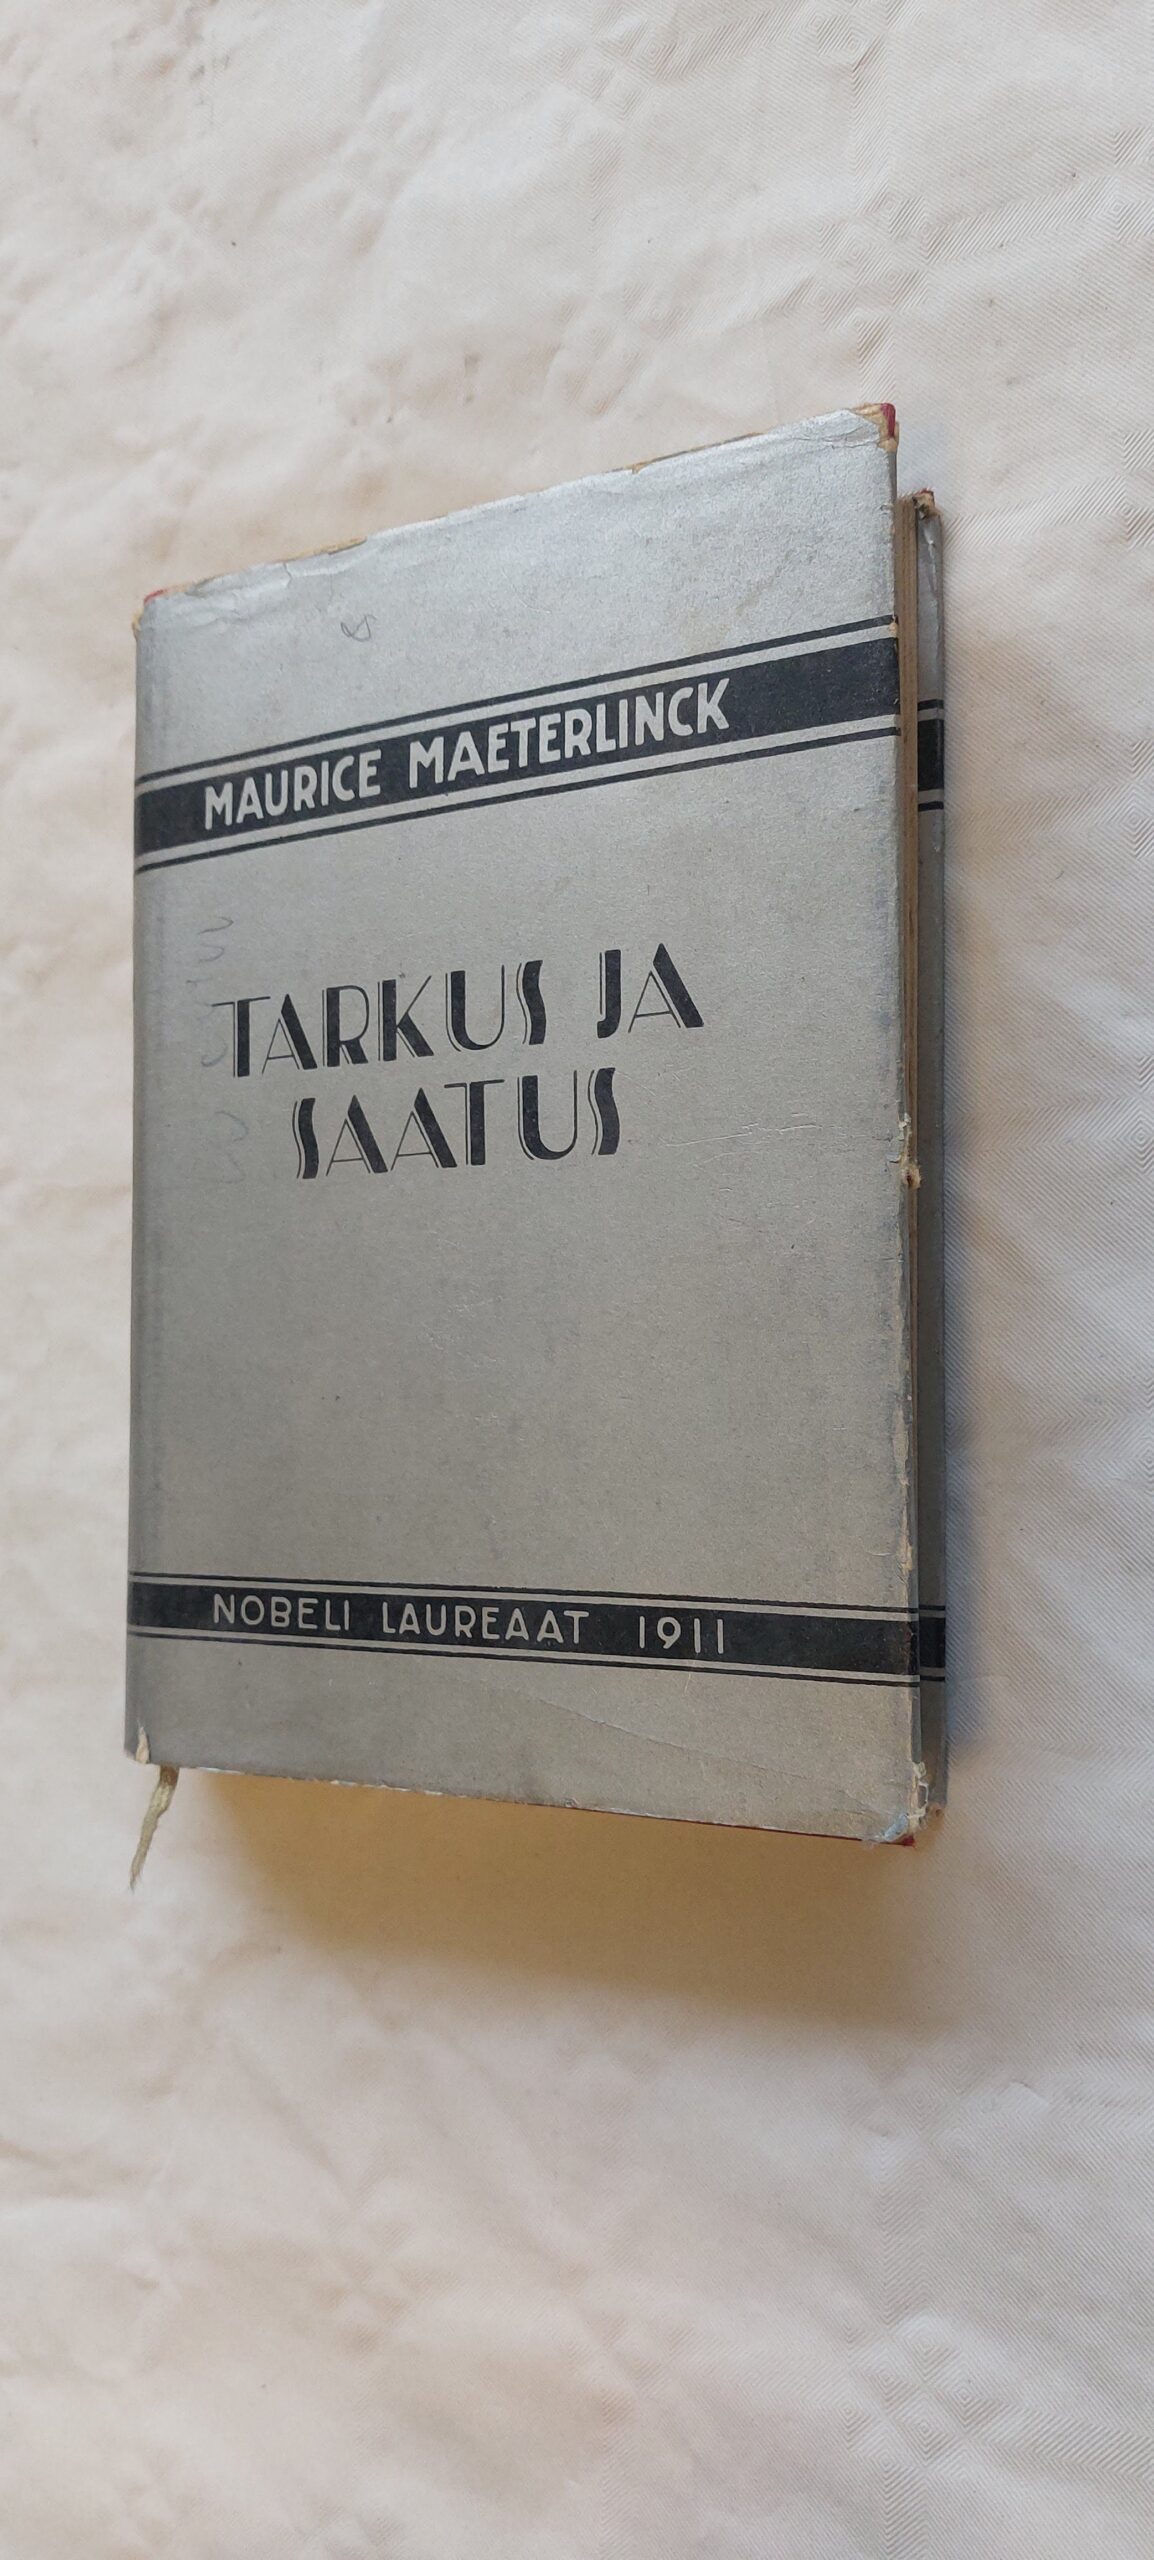 MAURICE MAETERLINCK
TARKUS JA
SAATUS
NOBELI LAUREAAT 1911